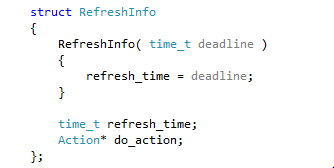 struct RefreshInfo
{
    RefreshInfo( time_t deadline )
    {
        refresh_time = deadline;
    }

    time_t refresh_time;
    Action* do_action;
};